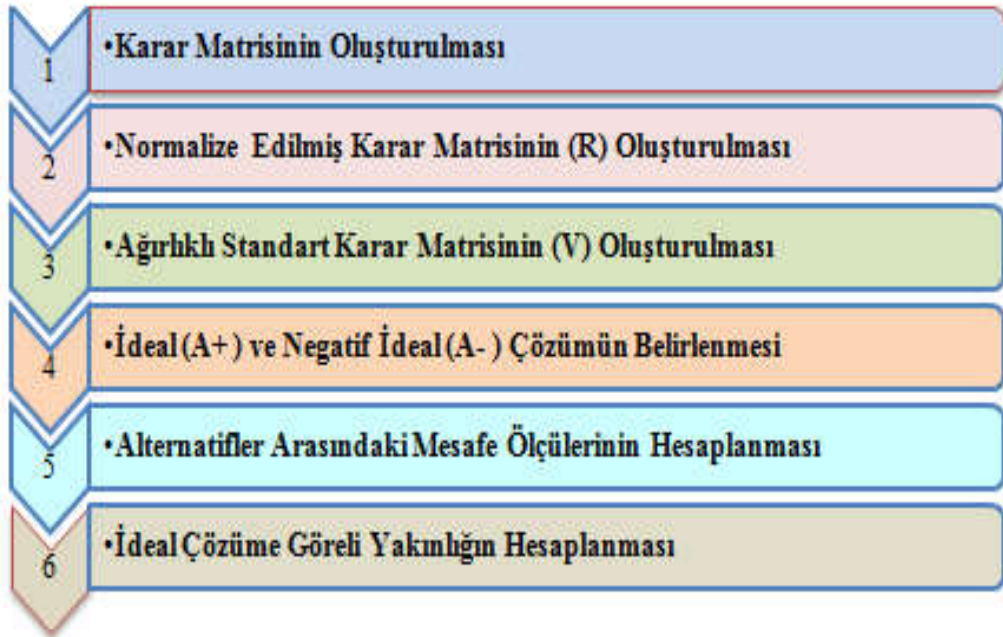 1 •Karar Matrisinin Oluşturulması
2 •Normalize Edilmiş Karar Matrisinin (R) Oluşturulması
3 •Ağırlıklı Standart Karar Matrisinin (V) Oluşturulması
4 •İdeal (A+) ve Negatif İdeal (A- ) Çözümün Belirlenmesi
5 •Alternatifler Arasındaki Mesafe Ölçülerinin Hesaplanması
6 •İdeal Çözüme Göreli Yakınlığın Hesaplanması